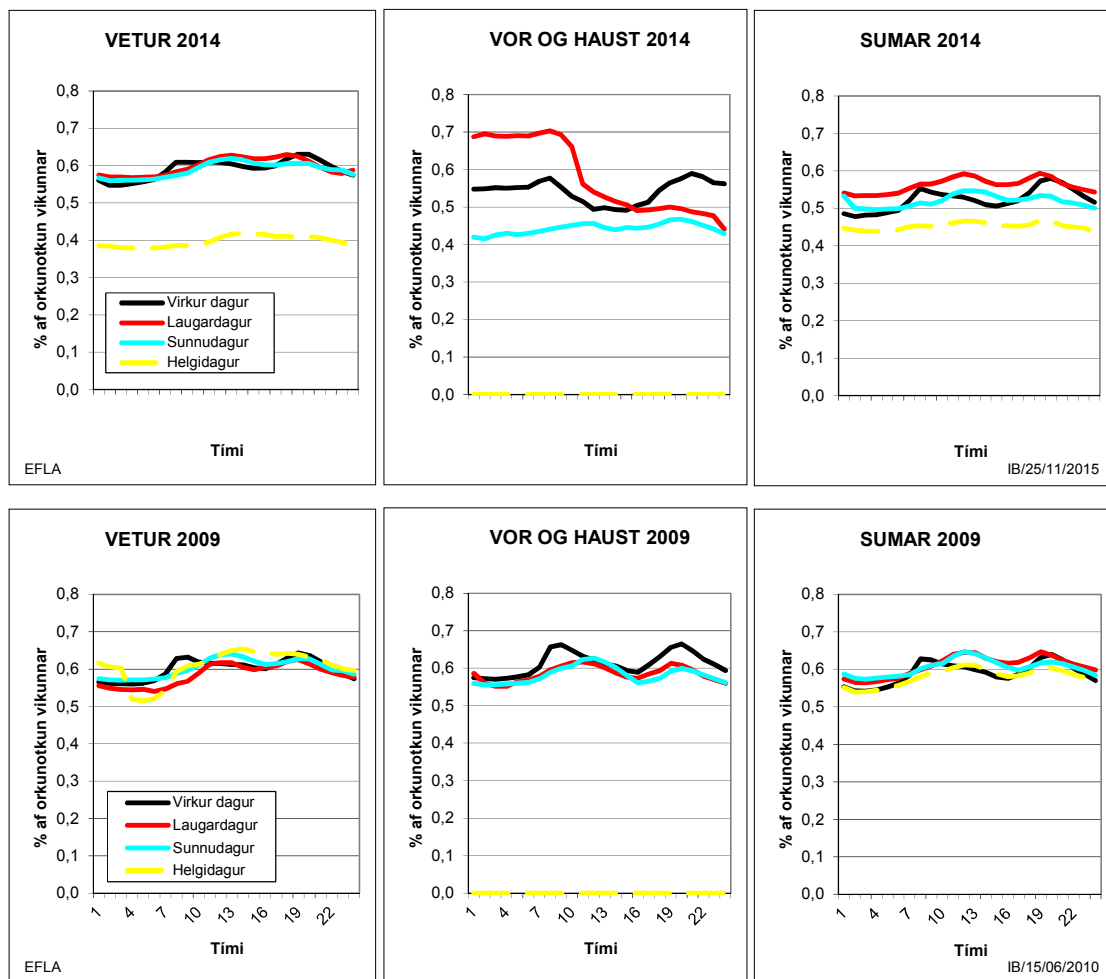 VETUR 2014
% af orkunotkun vikunnar
0,8
0,7
0,6
0,5
0,4
0,3
0,2
0,1
0,0
Virkur dagur
Laugardagur
Sunnudagur
Helgidagur
Tími
EFLA
VOR OG HAUST 2014
% af orkunotkun vikunnar
0,8
0,7
0,6
0,5
0,4
0,3
0,2
0,1
0,0
Tími
SUMAR 2014
% af orkunotkun vikunnar
0,8
0,7
0,6
0,5
0,4
0,3
0,2
0,1
0,0
Tími
IB/25/11/2015
VETUR 2009
% af orkunotkun vikunnar
0,8
0,7
0,6
0,5
0,4
0,3
0,2
0,1
0,0
Virkur dagur
Laugardagur
Sunnudagur
Helgidagur
1 4 7 10 13 16 19 22
Tími
EFLA
VOR OG HAUST 2009
% af orkunotkun vikunnar
0,8
0,7
0,6
0,5
0,4
0,3
0,2
0,1
0,0
1 4 7 10 13 16 19 22
Tími
SUMAR 2009
% af orkunotkun vikunnar
0,8
0,7
0,6
0,5
0,4
0,3
0,2
0,1
0,0
1 4 7 10 13 16 19 22
Tími
IB/15/06/2010